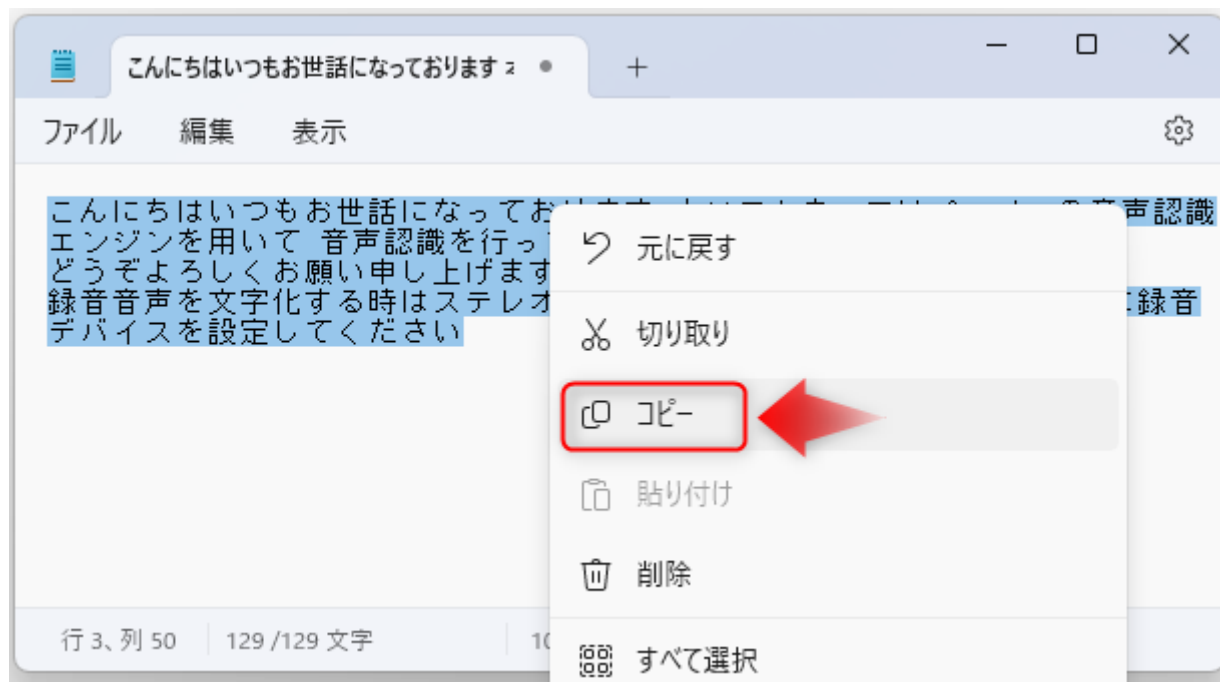 こんにちはいつもお世話になっております
ファイル 編集 表示
こんにちはいつもお世話になってお 音声認識
エンジンを用いて 音声認識を行っ
どうぞよろしくお願い申し上げます
録音音声を文字化する時はステレオ 録音
デバイスを設定してください
元に戻す
切り取り
コピー
貼り付け
削除
すべて選択
行 3、列 50 129 /129 文字